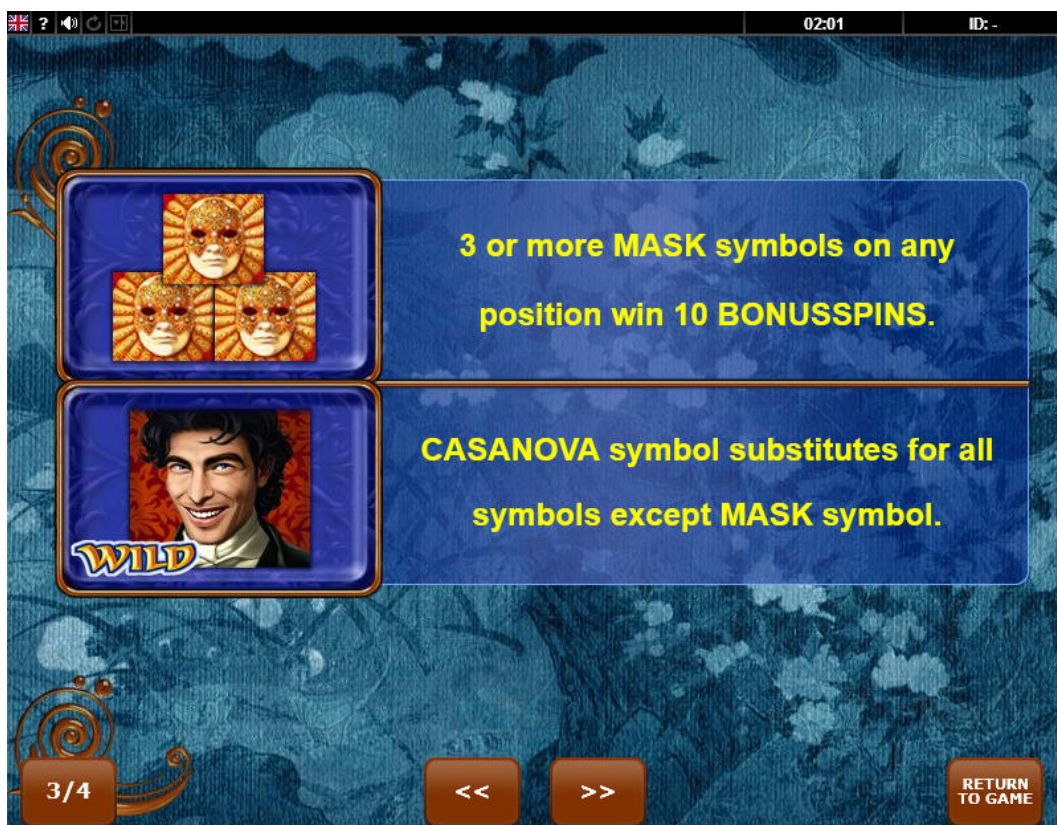 ?
02:01
ID: -
3 or more MASK symbols on any
position win 10 BONUSSPINS.
WILD
CASANOVA symbol substitutes for all
symbols except MASK symbol.
3/4
<<
>>
RETURN
TO GAME